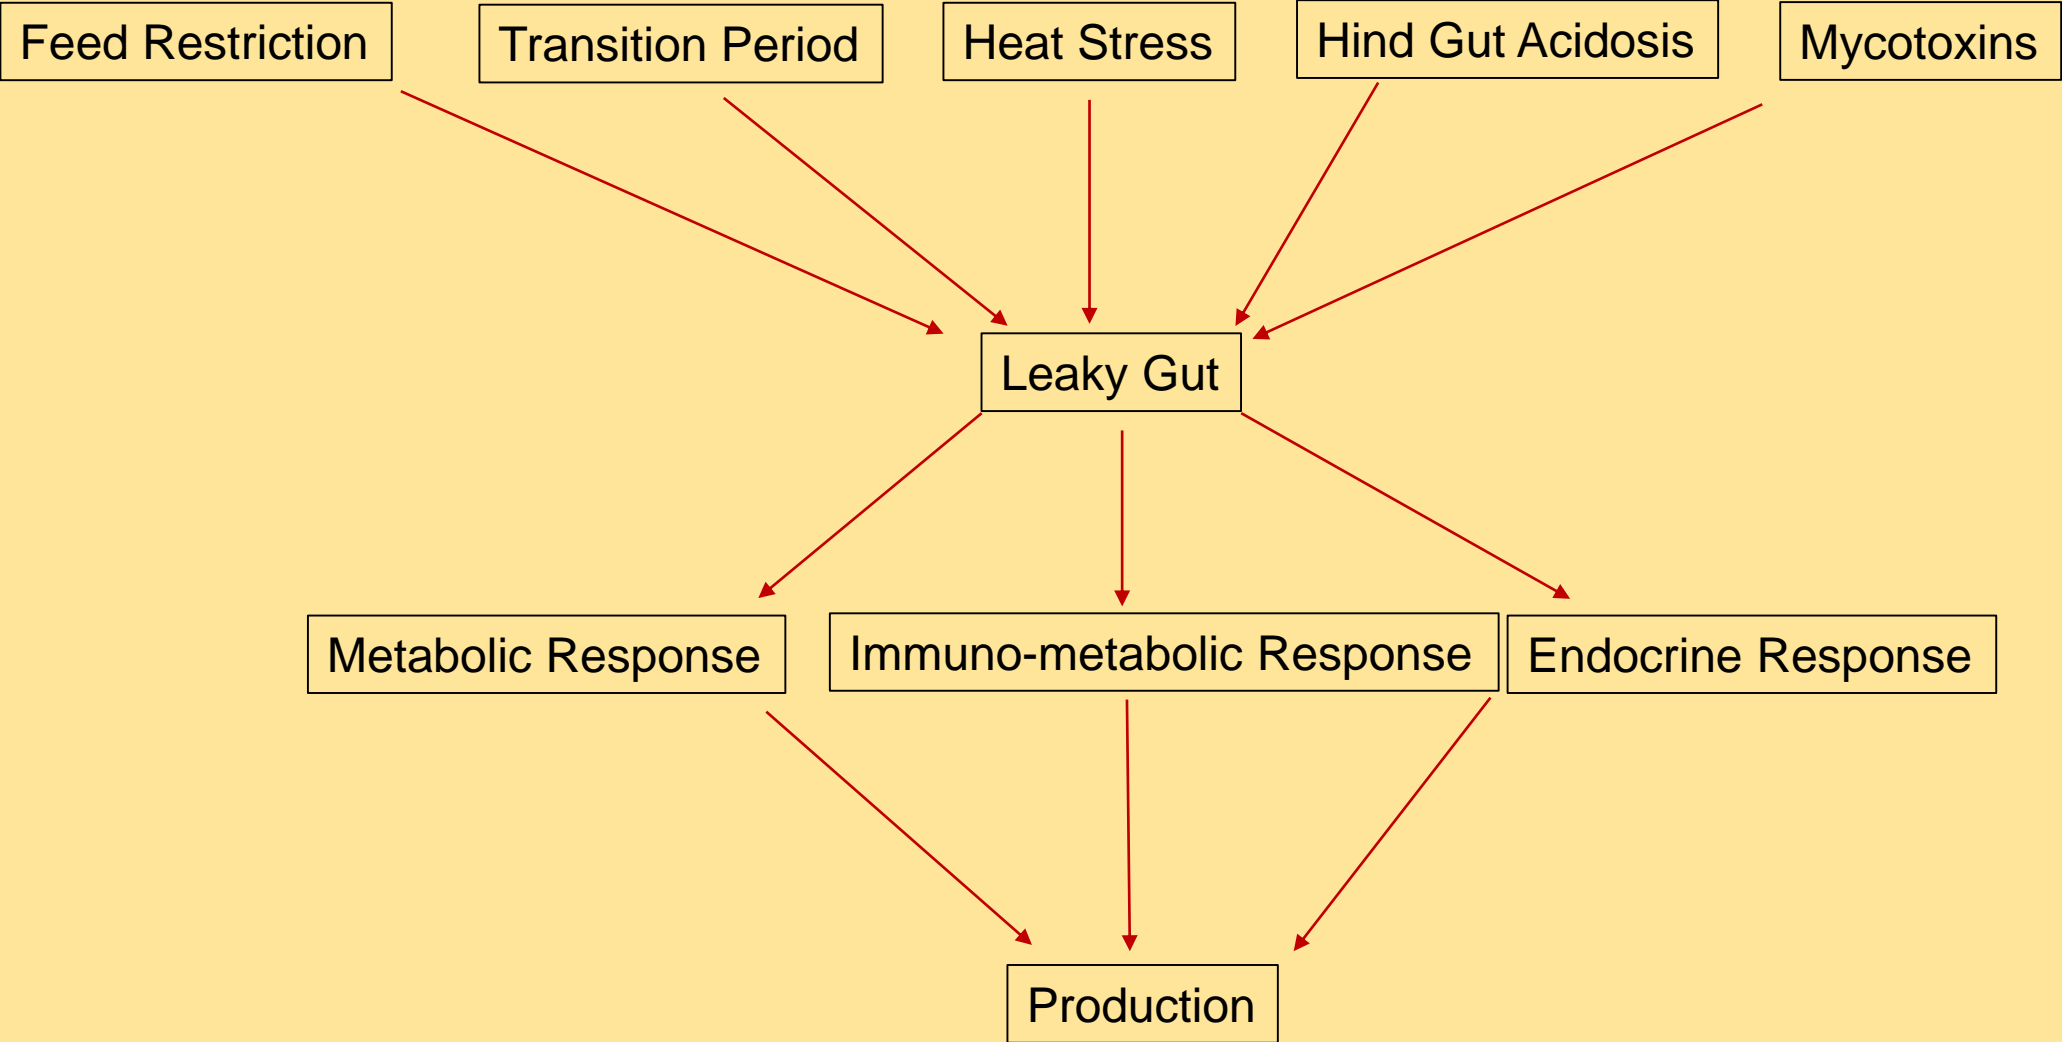 Feed Restriction
Transition Period
Heat Stress
Hind Gut Acidosis
Mycotoxins
Leaky Gut
Metabolic Response
Immuno-metabolic Response
Endocrine Response
Production